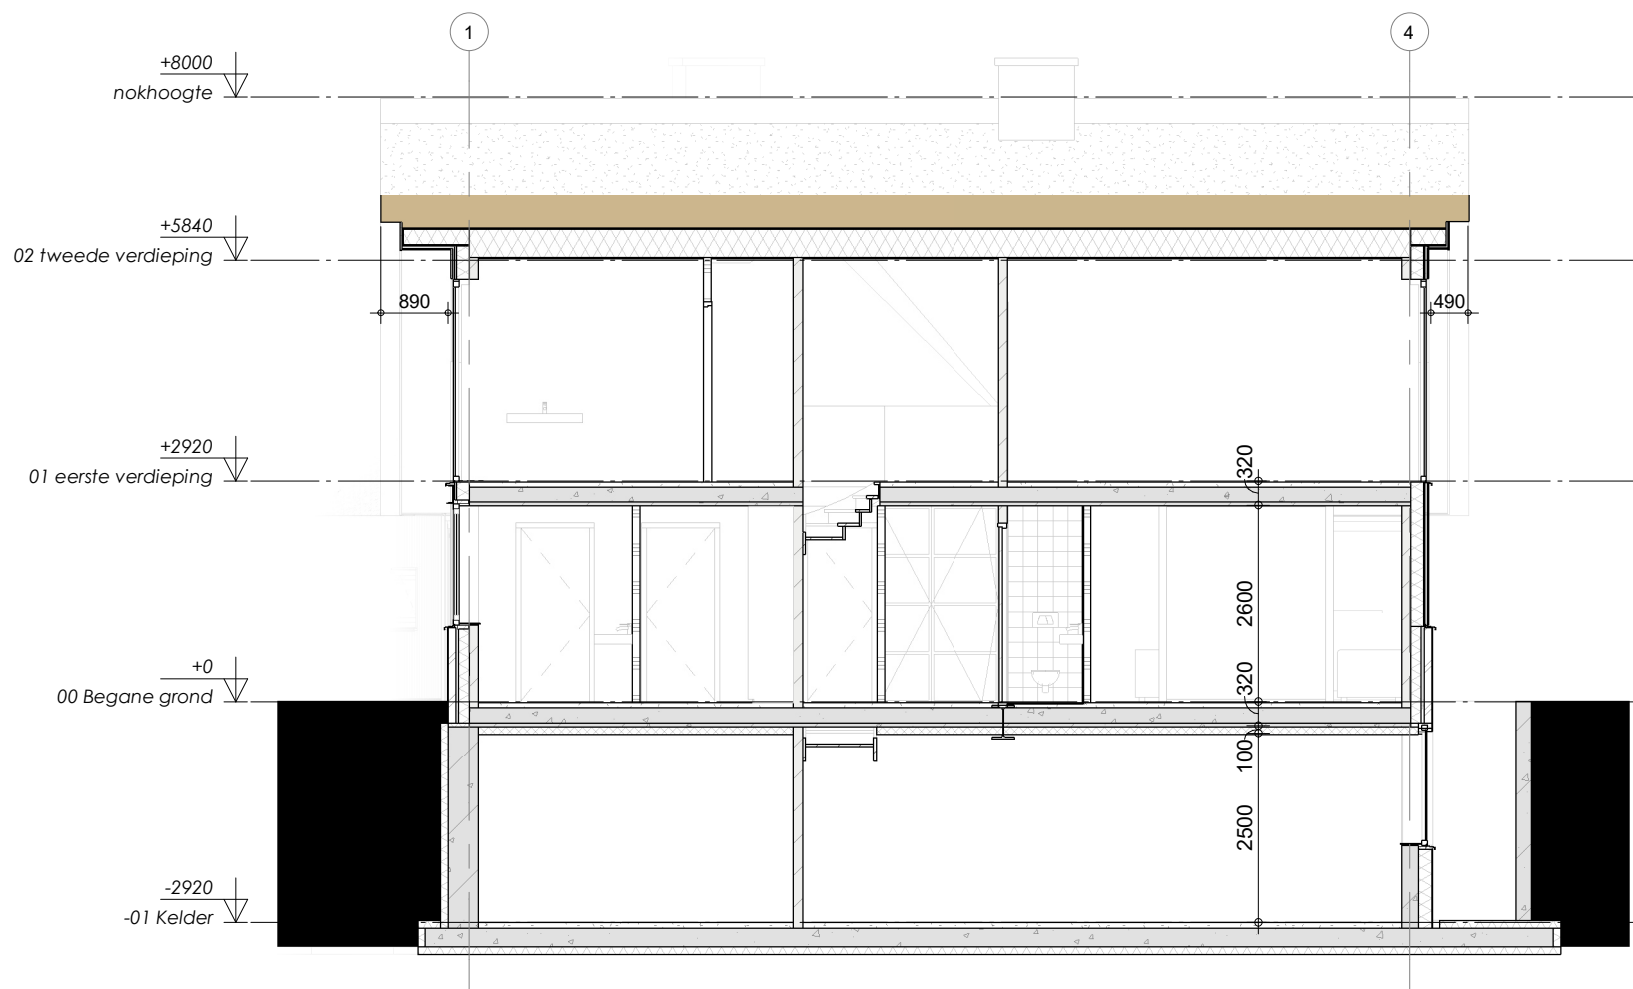 1
4
+8000
nokhoogte
+5840
02 tweede verdieping
890
490
+2920
01 eerste verdieping
320
2600
+0
00 Begane grond
320
100
2500
-2920
-01 Kelder